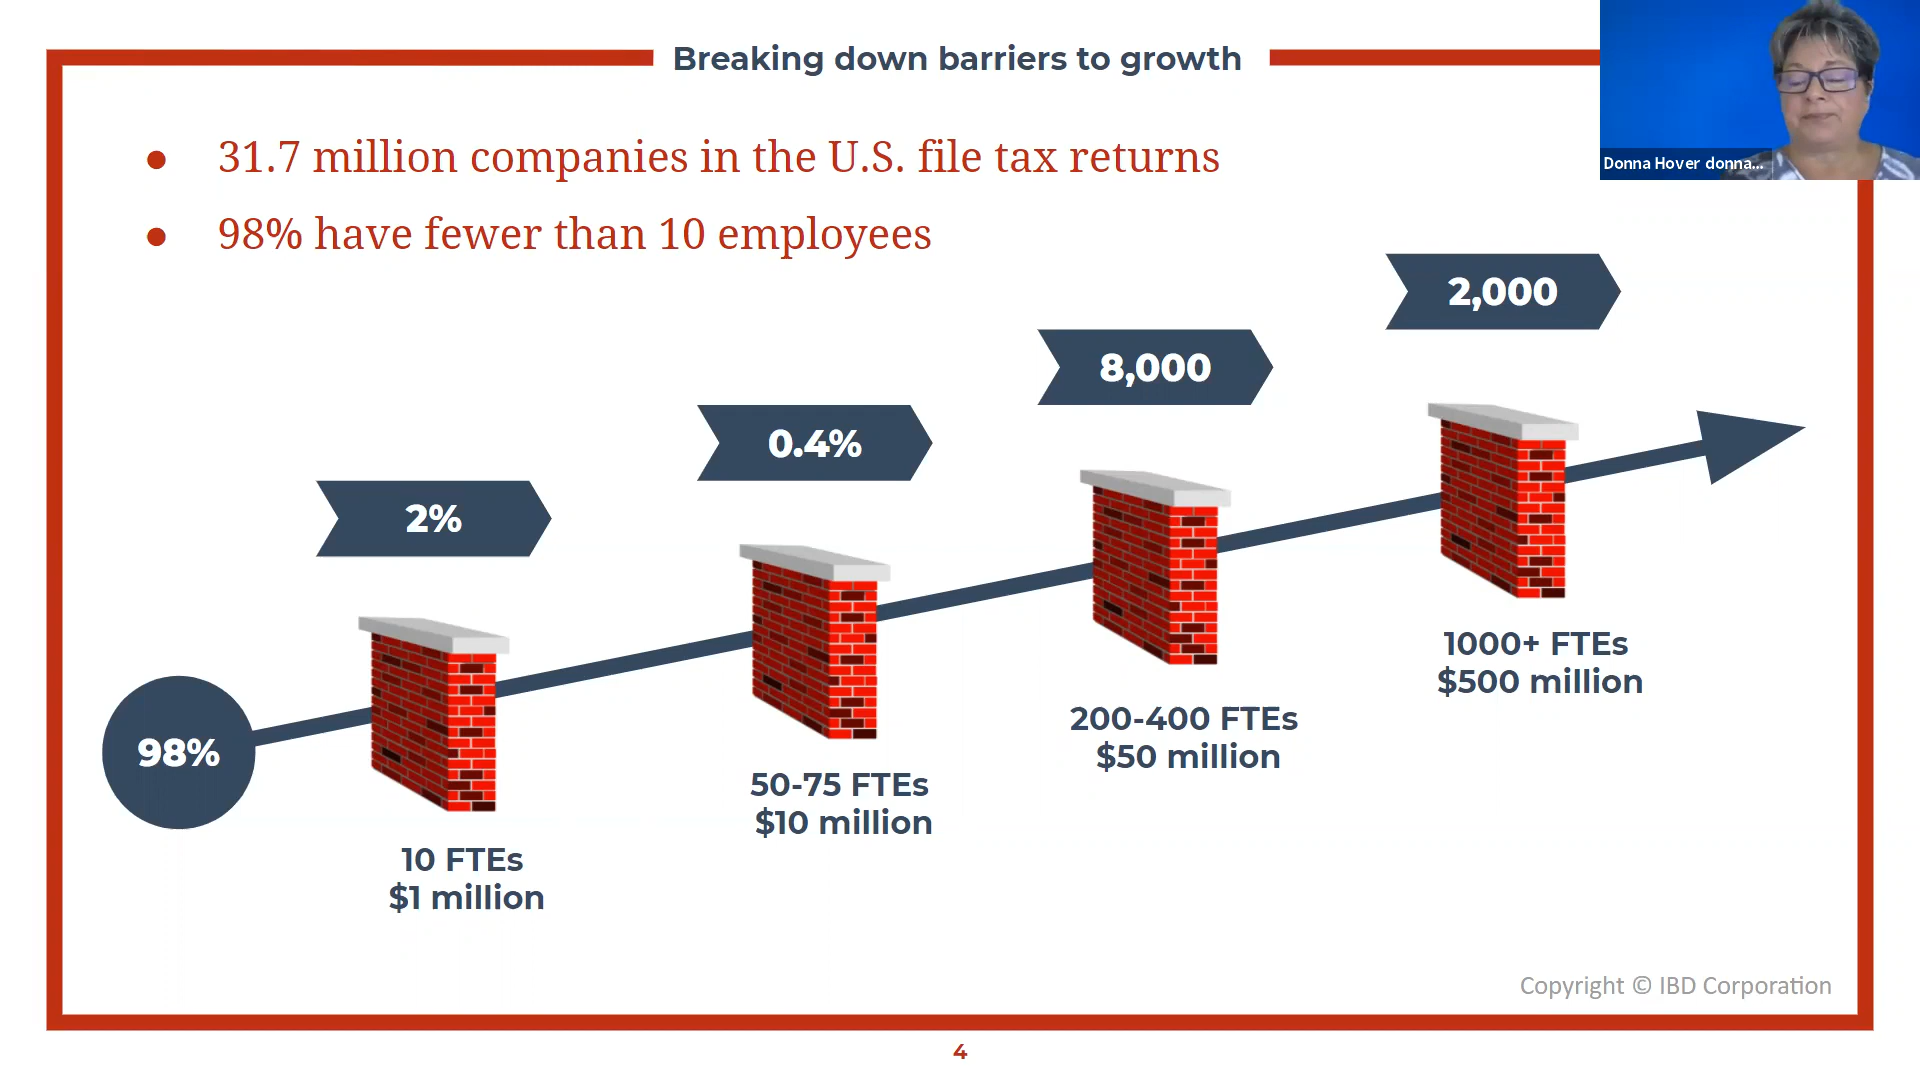 Breaking down barriers to growth
Donna Hover donna...
● 31.7 million companies in the U.S. file tax returns
● 98% have fewer than 10 employees
2,000
8,000
0.4%
2%
98%
1000+ FTEs
$500 million
200-400 FTEs
$50 million
50-75 FTEs
$10 million
10 FTEs
$1 million
Copyright © IBD Corporation
4